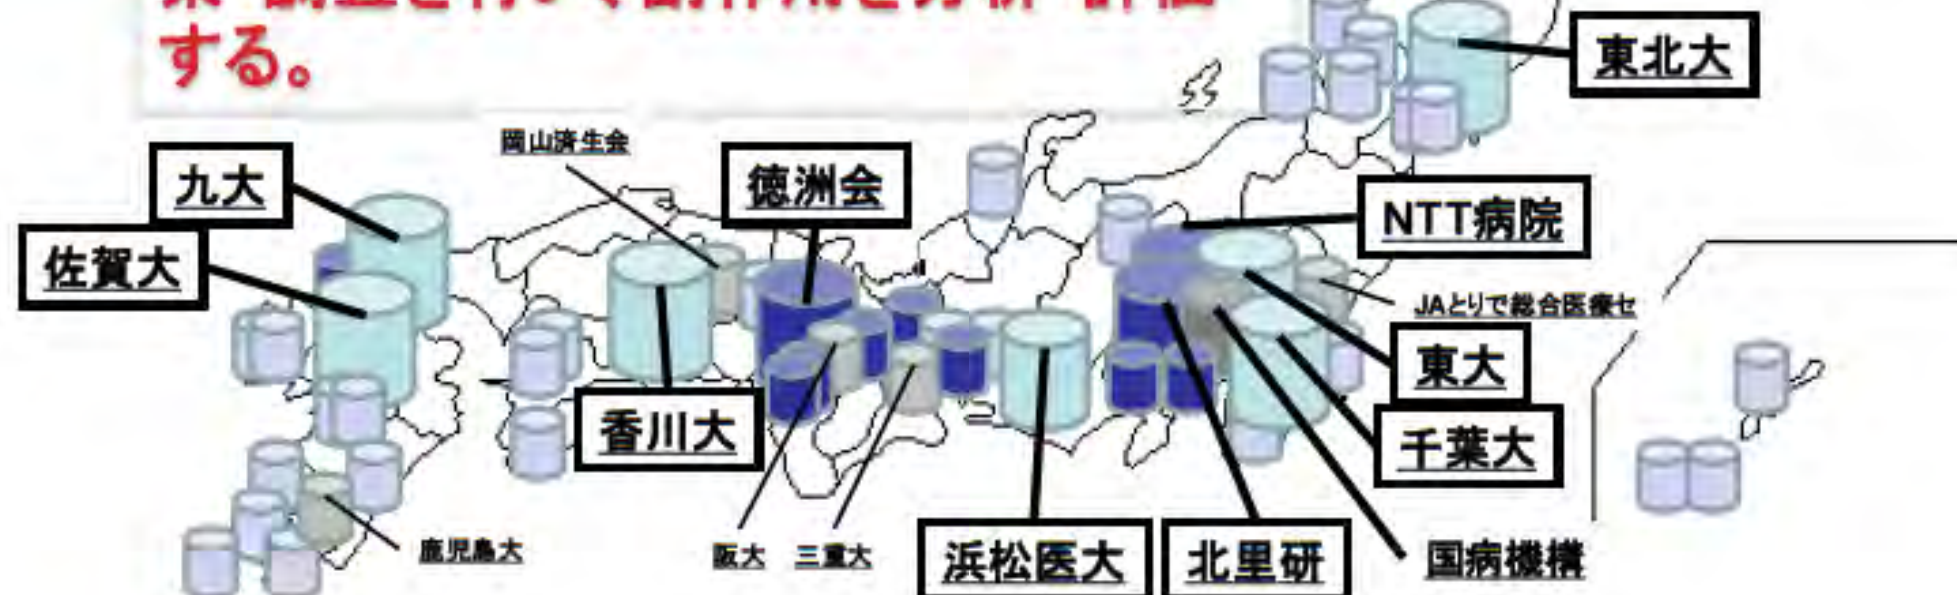 する。
東北大
岡山済生会
九大
徳洲会
NTT病院
佐賀大
JAとりで総合医療セ
東大
香川大
千葉大
鹿児島大
阪大
三重大
浜松医大
北里研
国病機構